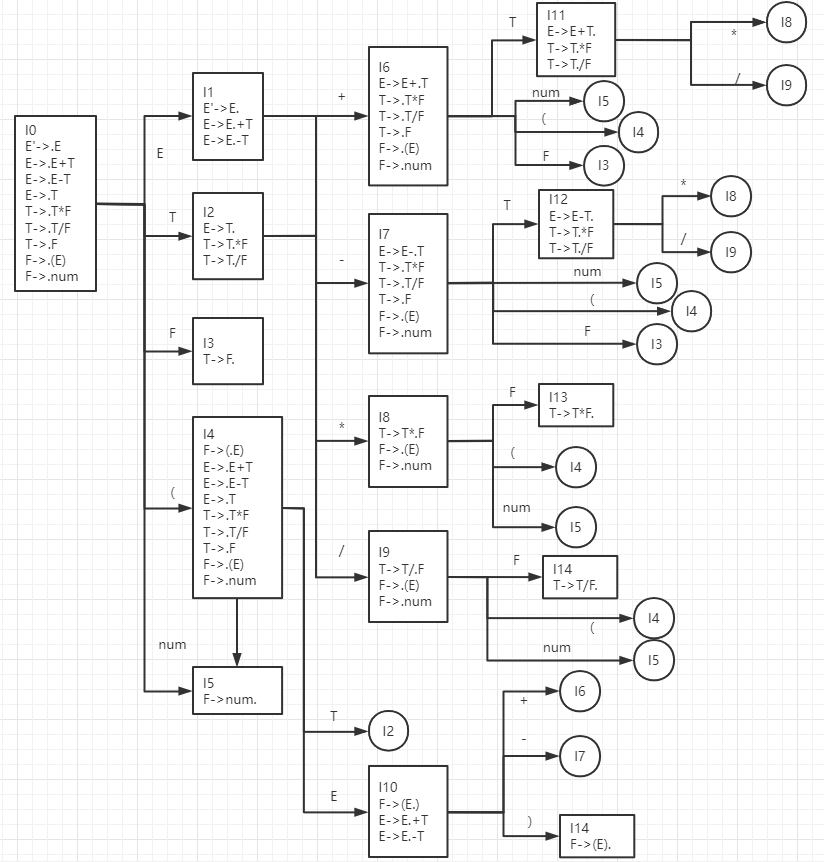 I0
E'->.E
E->.E+T
E->.E-T
E->.T
T->.T*F
T->.T/F
T->.F
F->.(E)
F->.num
E
T
F
(
num
I1
E'->E.
E->E.+T
E->E.-T
I2
E->T.
T->T.*F
T->T./F
I3
T->F.
I4
F->(.E)
E->.E+T
E->.E-T
E->.T
T->.T*F
T->.T/F
T->.F
F->.(E)
F->.num
I5
F->num.
+
-
*
/
T
E
I6
E->E+.T
T->.T*F
T->.T/F
T->.F
F->.(E)
F->.num
I7
E->E-.T
T->.T*F
T->.T/F
T->.F
F->.(E)
F->.num
I8
T->T*.F
F->.(E)
F->.num
I9
T->T/.F
F->.(E)
F->.num
I2
I10
F->(E.)
E->E.+T
E->E.-T
T
I11
E->E+T.
T->T.*F
T->T./F
*
I8
/
I9
num
I5
(
I4
F
I3
T
I12
E->E-T.
T->T.*F
T->T./F
*
I8
/
I9
num
I5
(
I4
F
I3
F
I13
T->T*F.
(
I4
num
I5
F
I14
T->T/F.
(
I4
num
I5
+
I6
-
I7
)
I14
F->(E).